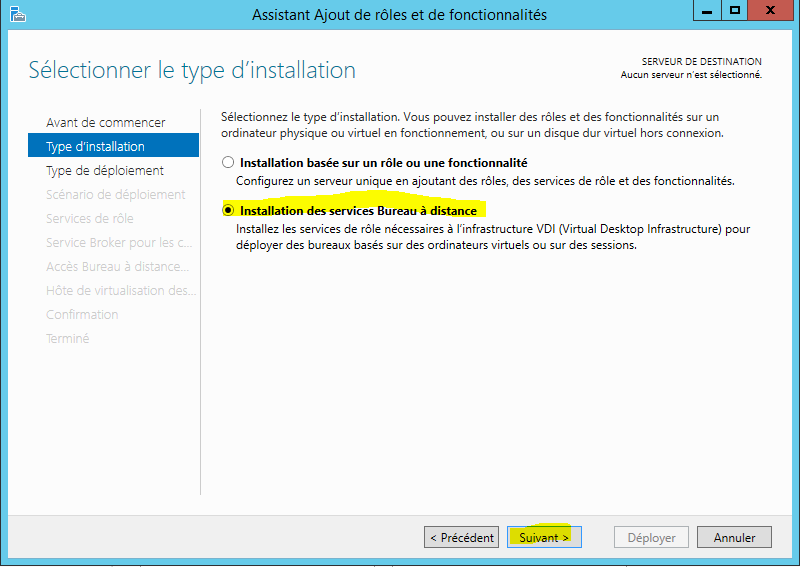 Assistant Ajout de rôles et de fonctionnalités
Sélectionner le type d'installation
SERVEUR DE DESTINATION
Aucun serveur n'est sélectionné.
Avant de commencer
Type d'installation
Type de déploiement
Scénario de déploiement
Services de rôle
Service Broker pour les c...
Accès Bureau à distance...
Hôte de virtualisation des...
Confirmation
Terminé
Sélectionnez le type d'installation. Vous pouvez installer des rôles et des fonctionnalités sur un
ordinateur physique ou virtuel en fonctionnement, ou sur un disque dur virtuel hors connexion.
Installation basée sur un rôle ou une fonctionnalité
Configurez un serveur unique en ajoutant des rôles, des services de rôle et des fonctionnalités.
Installation des services Bureau à distance
Installez les services de rôle nécessaires à l'infrastructure VDI (Virtual Desktop Infrastructure) pour
déployer des bureaux basés sur des ordinateurs virtuels ou sur des sessions.
< Précédent
Suivant >
Déployer
Annuler